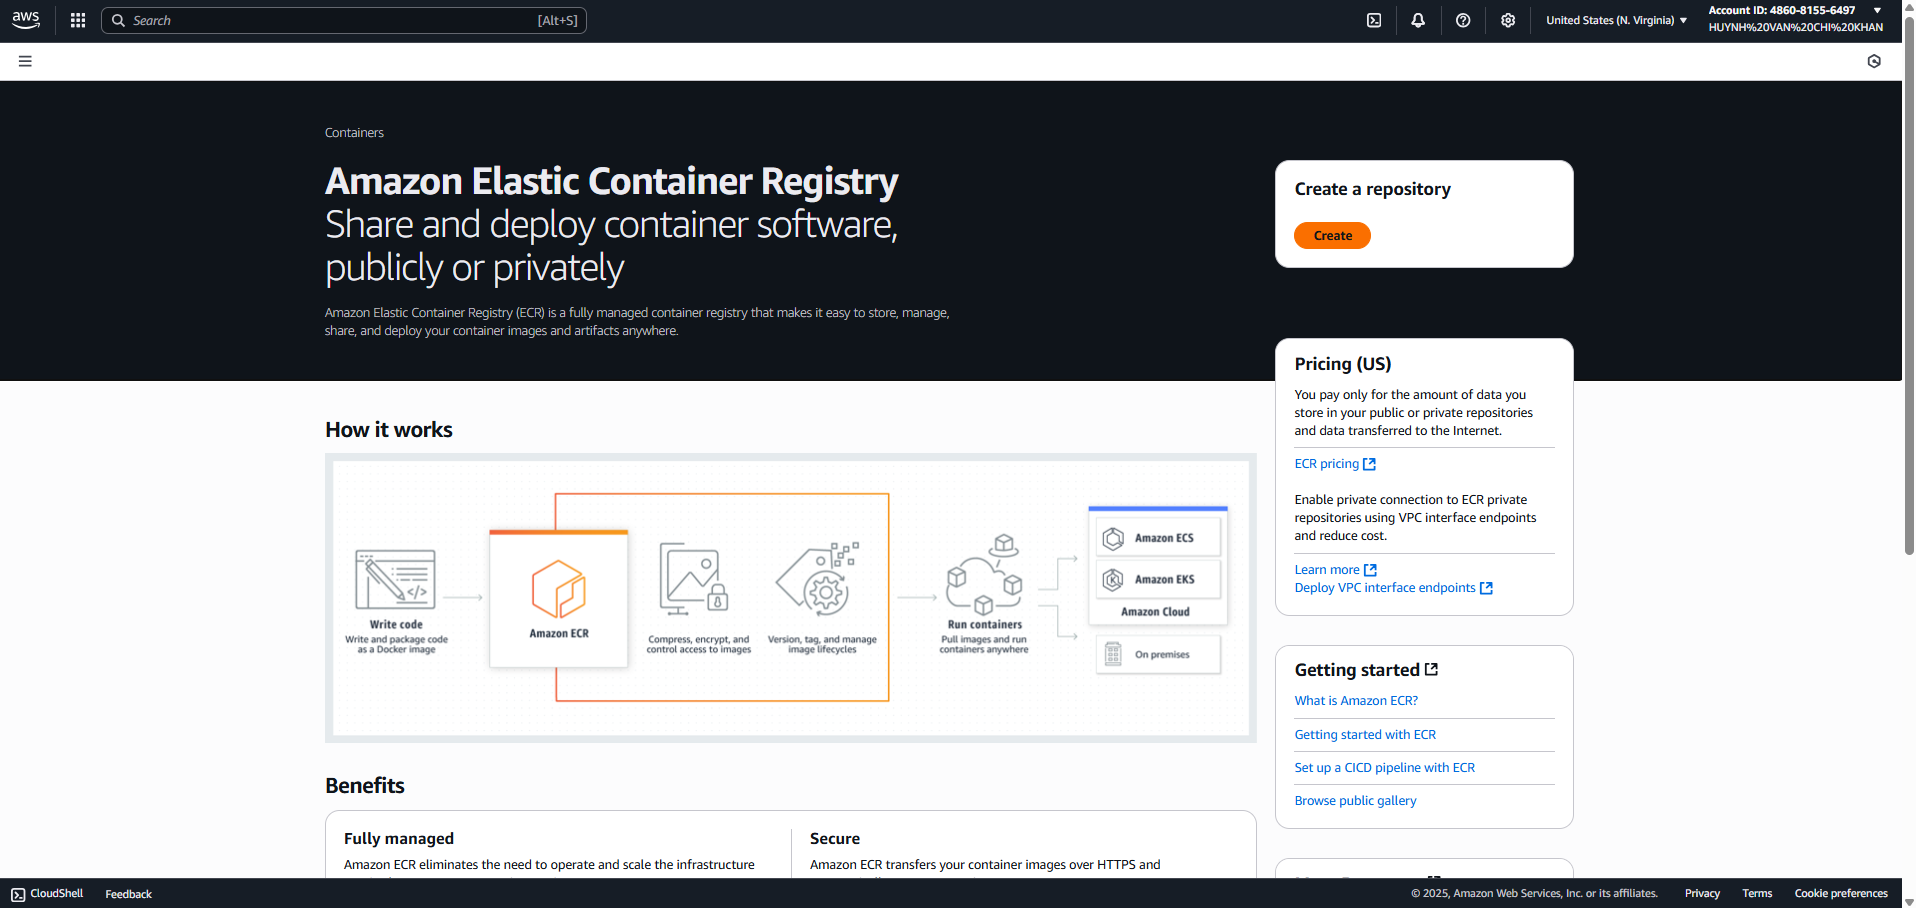 aws
Search
[Alt+S]
United States (N. Virginia)
Account ID: 4860-8155-6497
HUYNH%20VAN%20CHI%20KHAN
Containers
Amazon Elastic Container Registry
Share and deploy container software,
publicly or privately
Amazon Elastic Container Registry (ECR) is a fully managed container registry that makes it easy to store, manage,
share, and deploy your container images and artifacts anywhere.
Create a repository
Create
Pricing (US)
You pay only for the amount of data you
store in your public or private repositories
and data transferred to the Internet.
ECR pricing
Enable private connection to ECR private
repositories using VPC interface endpoints
and reduce cost.
Learn more
Deploy VPC interface endpoints
How it works
Write code
Write and package code
as a Docker image
Amazon ECR
Compress, encrypt, and
control access to images
Version, tag, and manage
image lifecycles
Run containers
Pull images and run
containers anywhere
Amazon ECS
Amazon EKS
Amazon Cloud
On premises
Getting started
What is Amazon ECR?
Getting started with ECR
Set up a CICD pipeline with ECR
Browse public gallery
Benefits
Fully managed
Amazon ECR eliminates the need to operate and scale the infrastructure
Secure
Amazon ECR transfers your container images over HTTPS and
CloudShell
Feedback
© 2025, Amazon Web Services, Inc. or its affiliates.
Privacy
Terms
Cookie preferences